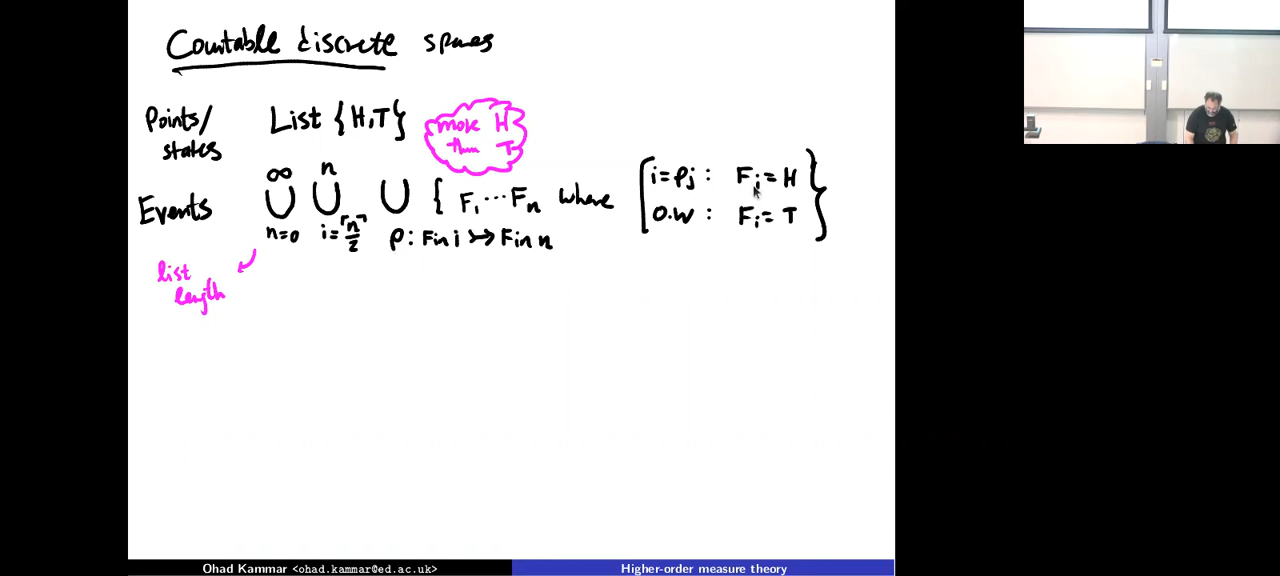 Countable discrete spaces
Points/
states
List {H,T}
more H
than T
Events
∞ ⋃ n=0
n ⋃ i=⌈n/2⌉
⋃ ρ: Fin i ↣ Fin n
{ F₁ ... Fₙ where
[ i=ρj : Fᵢ = H
O.W : Fᵢ = T }
list
length
Ohad Kammar <ohad.kammar@ed.ac.uk>
Higher-order measure theory